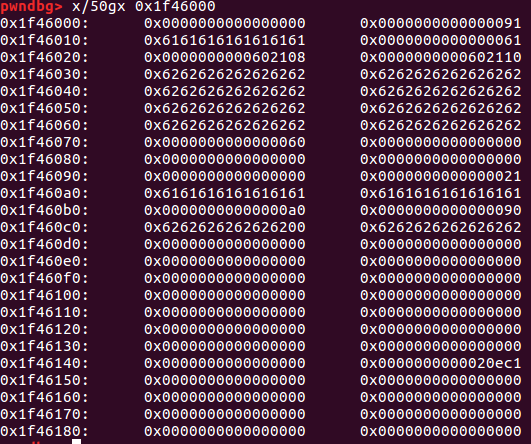 pwndbg> x/50gx 0x1f46000
0x1f46000: 0x0000000000000000 0x0000000000000091
0x1f46010: 0x6161616161616161 0x0000000000000061
0x1f46020: 0x0000000000602108 0x0000000000602110
0x1f46030: 0x6262626262626262 0x6262626262626262
0x1f46040: 0x6262626262626262 0x6262626262626262
0x1f46050: 0x6262626262626262 0x6262626262626262
0x1f46060: 0x6262626262626262 0x6262626262626262
0x1f46070: 0x0000000000000060 0x0000000000000000
0x1f46080: 0x0000000000000000 0x0000000000000000
0x1f46090: 0x0000000000000000 0x0000000000000021
0x1f460a0: 0x6161616161616161 0x6161616161616161
0x1f460b0: 0x00000000000000a0 0x0000000000000090
0x1f460c0: 0x6262626262626200 0x6262626262626262
0x1f460d0: 0x0000000000000000 0x0000000000000000
0x1f460e0: 0x0000000000000000 0x0000000000000000
0x1f460f0: 0x0000000000000000 0x0000000000000000
0x1f46100: 0x0000000000000000 0x0000000000000000
0x1f46110: 0x0000000000000000 0x0000000000000000
0x1f46120: 0x0000000000000000 0x0000000000000000
0x1f46130: 0x0000000000000000 0x0000000000000000
0x1f46140: 0x0000000000000000 0x0000000000020ec1
0x1f46150: 0x0000000000000000 0x0000000000000000
0x1f46160: 0x0000000000000000 0x0000000000000000
0x1f46170: 0x0000000000000000 0x0000000000000000
0x1f46180: 0x0000000000000000 0x0000000000000000